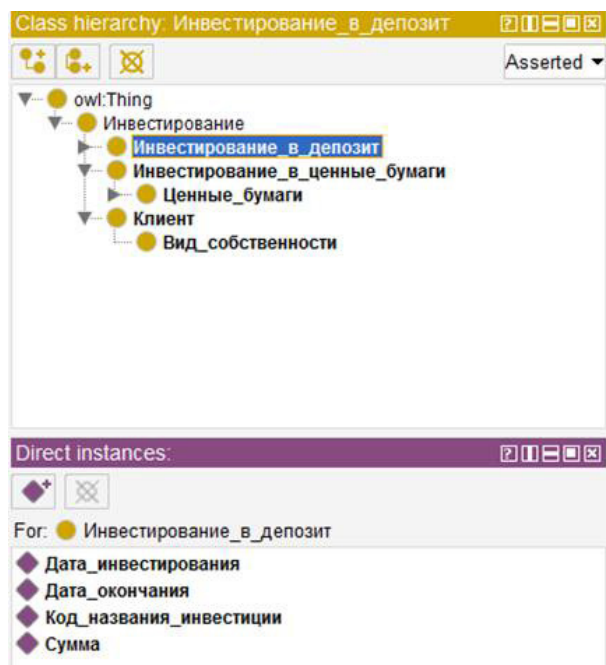 Class hierarchy: Инвестирование_в_депозит
Asserted
owl:Thing
Инвестирование
Инвестирование_в_депозит
Инвестирование_в_ценные_бумаги
Ценные_бумаги
Клиент
Вид_собственности
Direct instances:
For: Инвестирование_в_депозит
Дата_инвестирования
Дата_окончания
Код_названия_инвестиции
Сумма